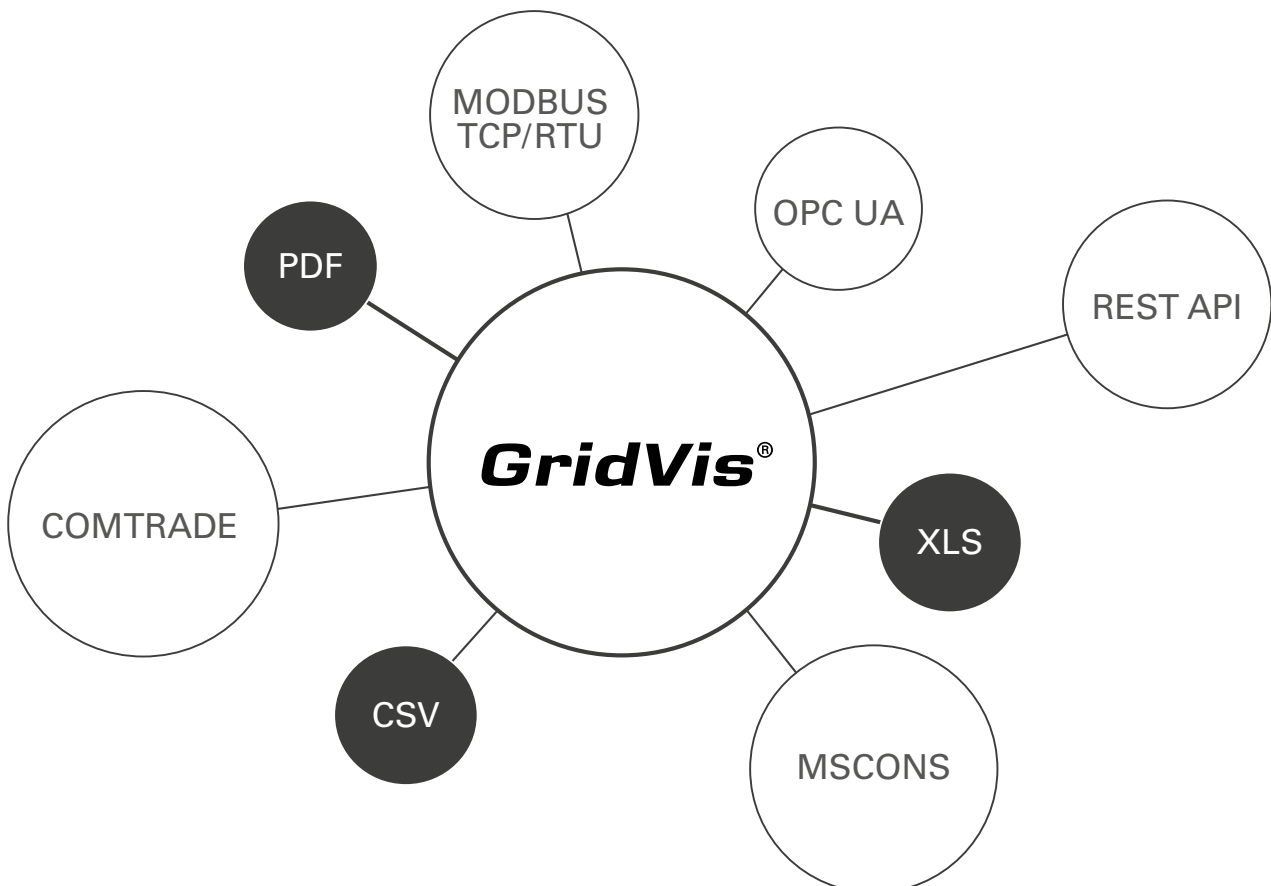 MODBUS
TCP/RTU
OPC UA
PDF
REST API
GridVis®
COMTRADE
XLS
CSV
MSCONS